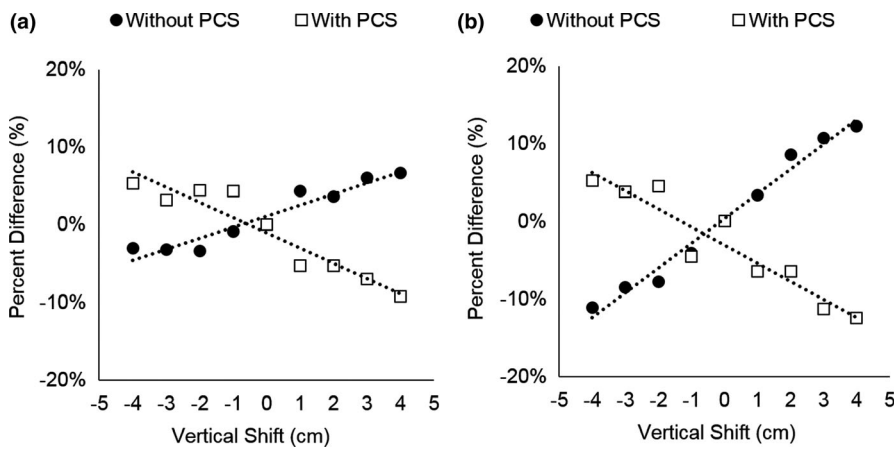 (a) ● Without PCS □ With PCS
20%
10%
0%
-10%
-20%
-5 -4 -3 -2 -1 0 1 2 3 4 5
Percent Difference (%)
Vertical Shift (cm)
(b) ● Without PCS □ With PCS
20%
10%
0%
-10%
-20%
-5 -4 -3 -2 -1 0 1 2 3 4 5
Percent Difference (%)
Vertical Shift (cm)